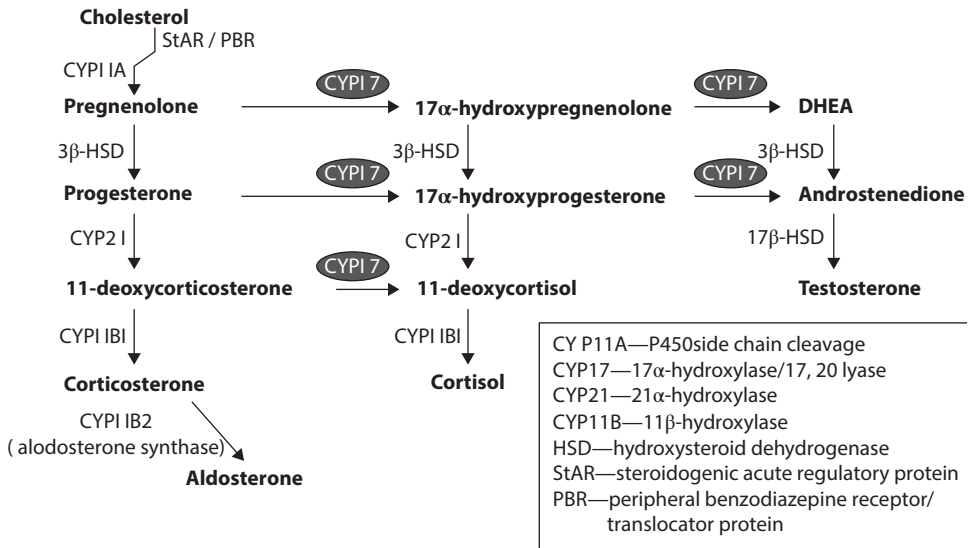 Cholesterol
StAR / PBR
CYPI IA
CYPI 7
CYPI 7
Pregnenolone
17α-hydroxypregnenolone
DHEA
3β-HSD
3β-HSD
3β-HSD
CYPI 7
CYPI 7
Progesterone
17α-hydroxyprogesterone
Androstenedione
CYP2 I
CYP2 I
17β-HSD
CYPI 7
11-deoxycorticosterone
11-deoxycortisol
Testosterone
CYPI IBI
CYPI IBI
Corticosterone
Cortisol
CYPI IB2
( alodosterone synthase)
Aldosterone
CY P11A—P450side chain cleavage
CYP17—17α-hydroxylase/17, 20 lyase
CYP21—21α-hydroxylase
CYP11B—11β-hydroxylase
HSD—hydroxysteroid dehydrogenase
StAR—steroidogenic acute regulatory protein
PBR—peripheral benzodiazepine receptor/
translocator protein